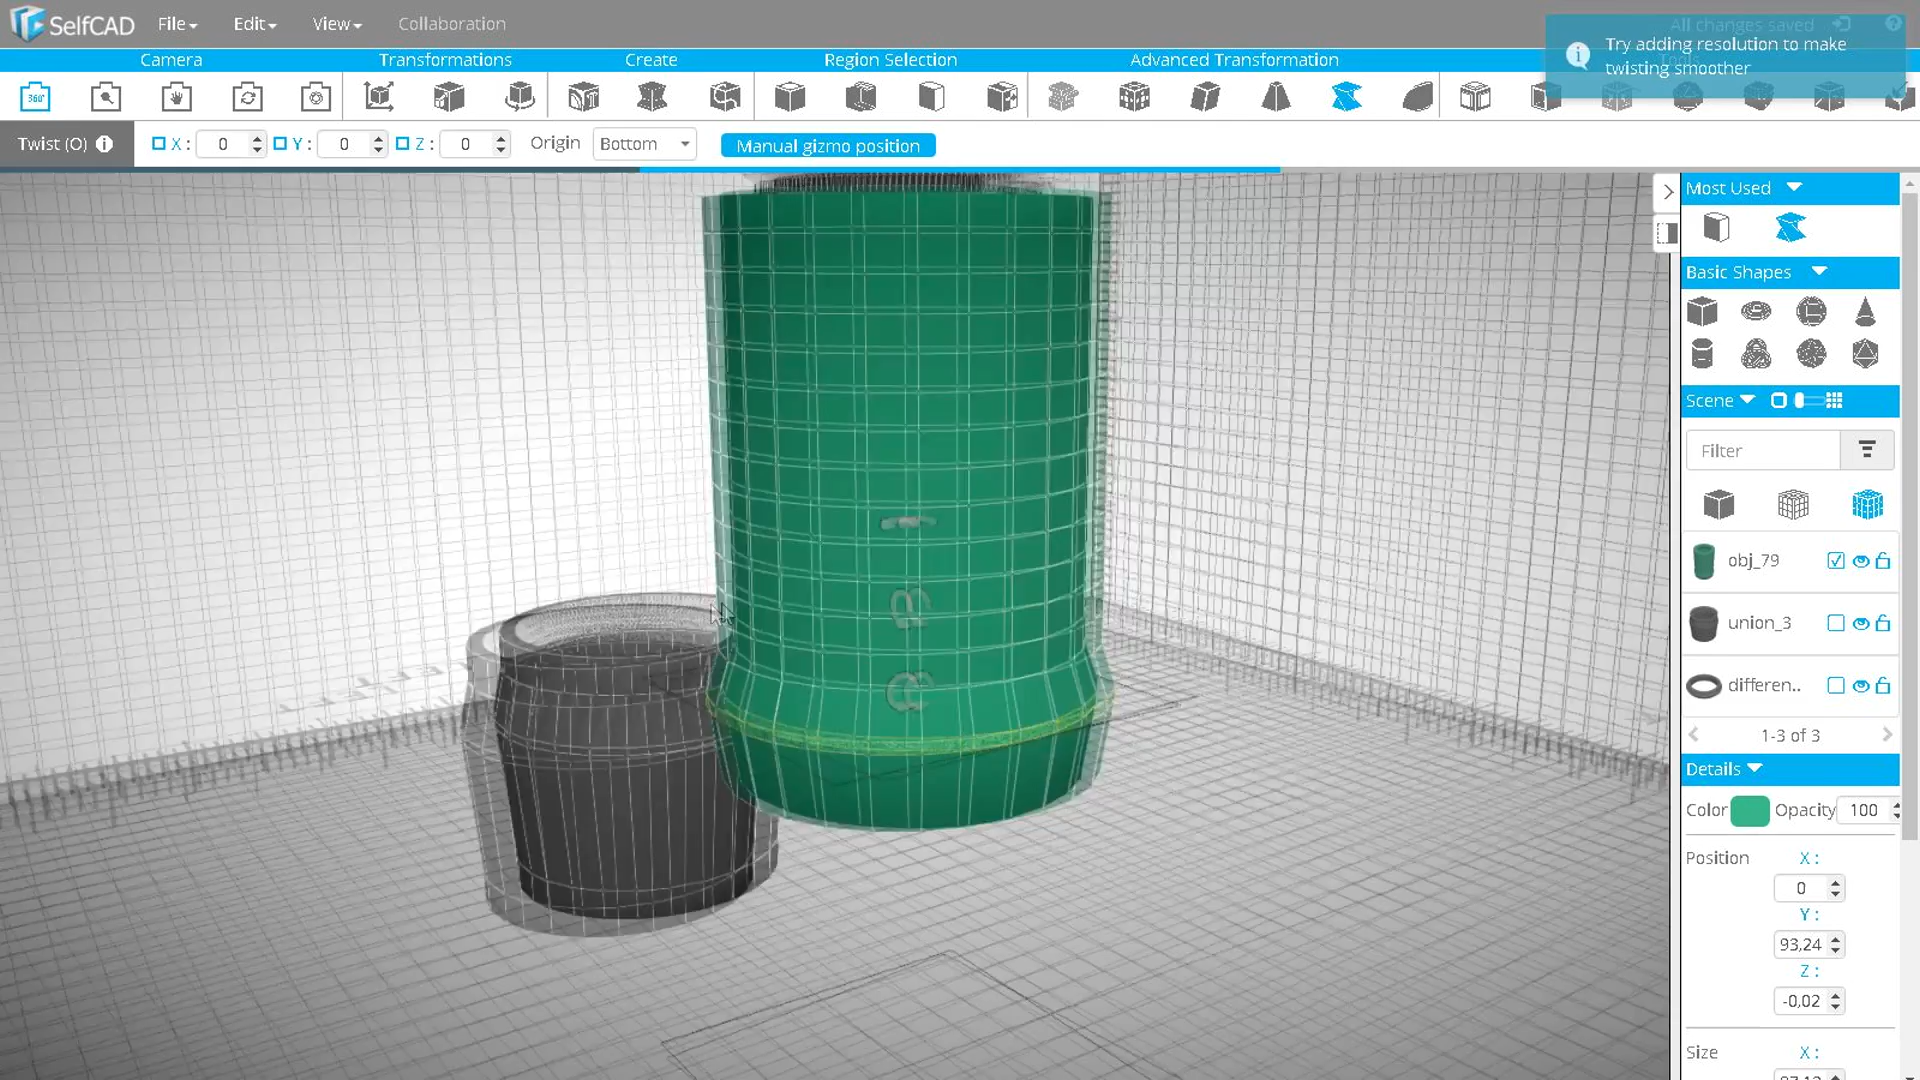 SelfCAD File Edit View Collaboration All changes saved
Try adding resolution to make
twisting smoother
Camera Transformations Create Region Selection Advanced Transformation
360°
Twist (O) X : 0 Y : 0 Z : 0 Origin Bottom Manual gizmo position
Most Used
Basic Shapes
Scene
Filter
obj_79
union_3
differen..
1-3 of 3
Details
Color Opacity 100
Position X :
0
Y :
93,24
Z :
-0,02
Size X :